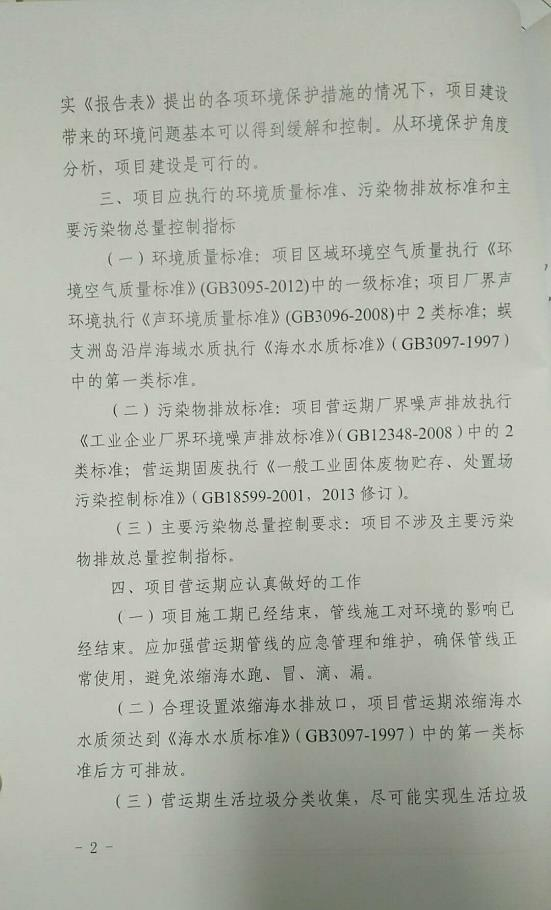 实《报告表》提出的各项环境保护措施的情况下，项目建设
带来的环境问题基本可以得到缓解和控制。从环境保护角度
分析，项目建设是可行的。
三、项目应执行的环境质量标准、污染物排放标准和主
要污染物总量控制指标
（一）环境质量标准：项目区域环境空气质量执行《环
境空气质量标准》(GB3095-2012)中的一级标准；项目厂界声
环境执行《声环境质量标准》(GB3096-2008)中 2 类标准；蜈
支洲岛沿岸海域水质执行《海水水质标准》（GB3097-1997）
中的第一类标准。
（二）污染物排放标准：项目营运期厂界噪声排放执行
《工业企业厂界环境噪声排放标准》（GB12348-2008）中的 2
类标准；营运期固废执行《一般工业固体废物贮存、处置场
污染控制标准》（GB18599-2001，2013 修订）。
（三）主要污染物总量控制要求：项目不涉及主要污染
物排放总量控制指标。
四、项目营运期应认真做好的工作
（一）项目施工期已经结束，管线施工对环境的影响已
经结束。应加强营运期管线的应急管理和维护，确保管线正
常使用，避免浓缩海水跑、冒、滴、漏。
（二）合理设置浓缩海水排放口，项目营运期浓缩海水
水质须达到《海水水质标准》（GB3097-1997）中的第一类标
准后方可排放。
（三）营运期生活垃圾分类收集，尽可能实现生活垃圾
- 2 -